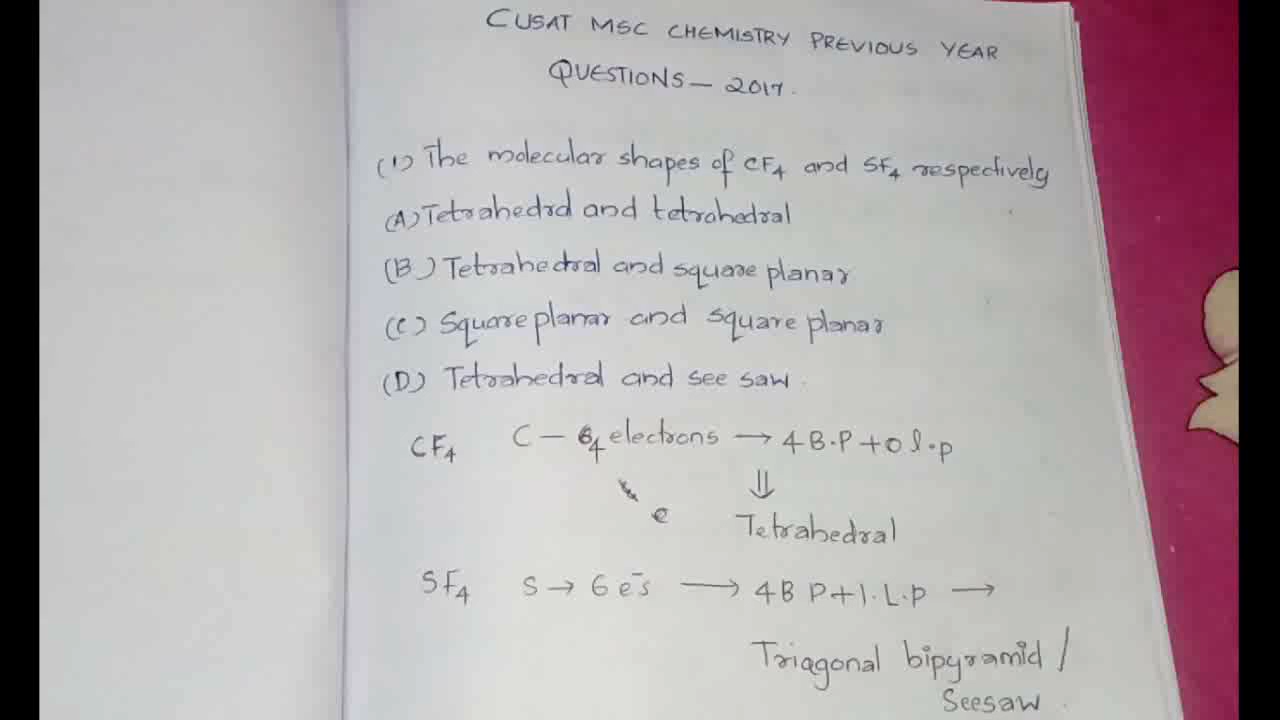 CUSAT MSC CHEMISTRY PREVIOUS YEAR
QUESTIONS — 2017.
(1) The molecular shapes of CF4 and SF4 respectively
(A) Tetrahedral and tetrahedral
(B) Tetrahedral and square planar
(C) Square planar and square planar
(D) Tetrahedral and see saw.
CF4 C — 4 electrons → 4 B.P + 0 l.p
⇓
e
Tetrahedral
SF4 S → 6 e⁻s → 4 B P + 1. L.P →
Triagonal bipyramid /
Seesaw.